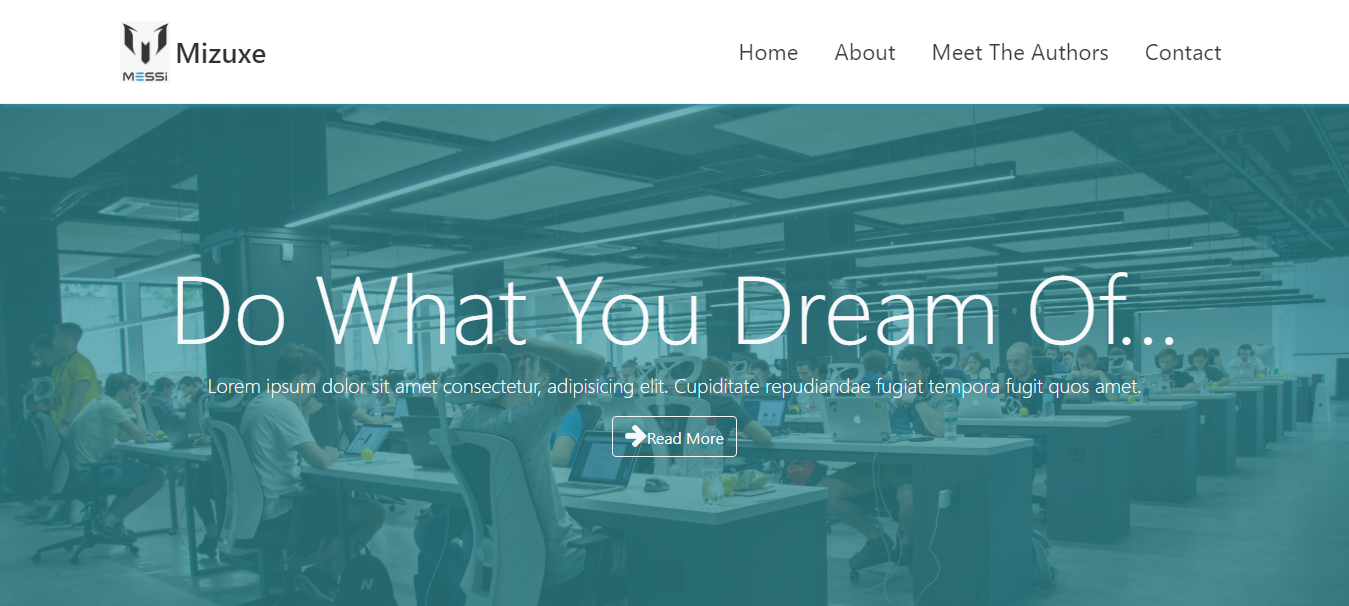 MESSi
Mizuxe
Home About Meet The Authors Contact
Do What You Dream Of...
Lorem ipsum dolor sit amet consectetur, adipisicing elit. Cupiditate repudiandae fugiat tempora fugit quos amet.
Read More